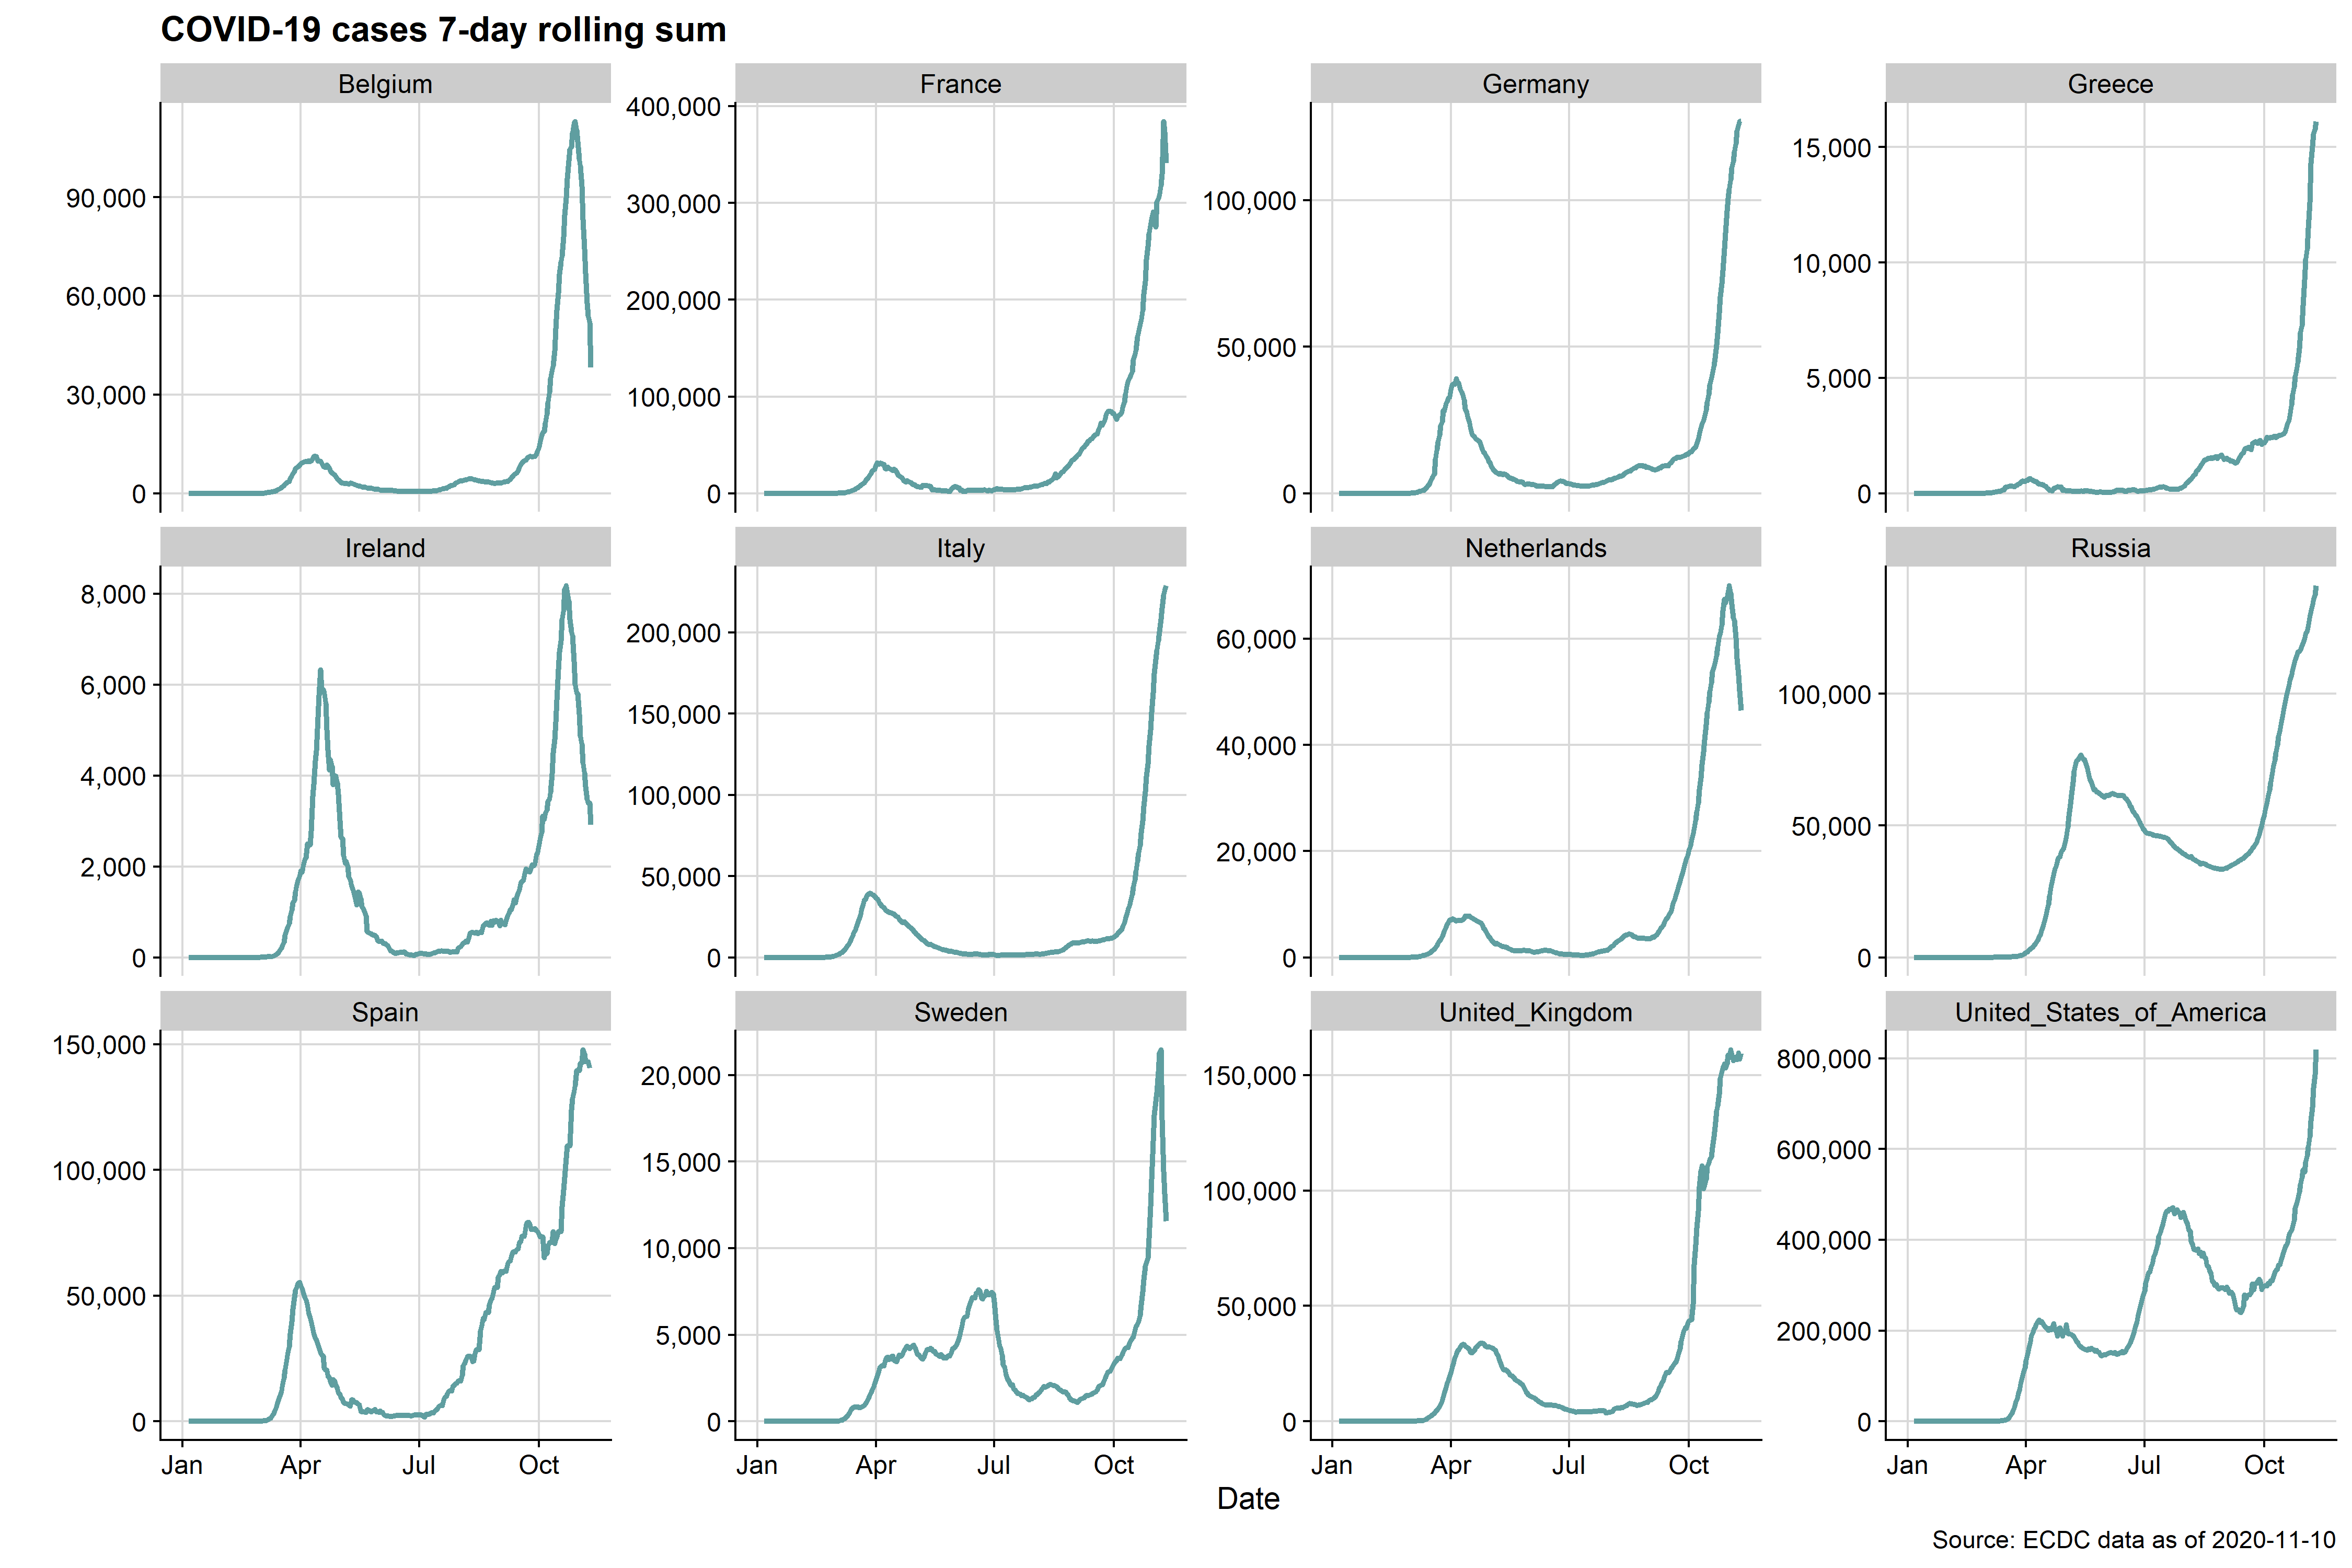 COVID-19 cases 7-day rolling sum
Belgium
90,000
60,000
30,000
0
France
400,000
300,000
200,000
100,000
0
Germany
100,000
50,000
0
Greece
15,000
10,000
5,000
0
Ireland
8,000
6,000
4,000
2,000
0
Italy
200,000
150,000
100,000
50,000
0
Netherlands
60,000
40,000
20,000
0
Russia
100,000
50,000
0
Spain
150,000
100,000
50,000
0
Jan Apr Jul Oct
Sweden
20,000
15,000
10,000
5,000
0
Jan Apr Jul Oct
United_Kingdom
150,000
100,000
50,000
0
Jan Apr Jul Oct
United_States_of_America
800,000
600,000
400,000
200,000
0
Jan Apr Jul Oct
Date
Source: ECDC data as of 2020-11-10